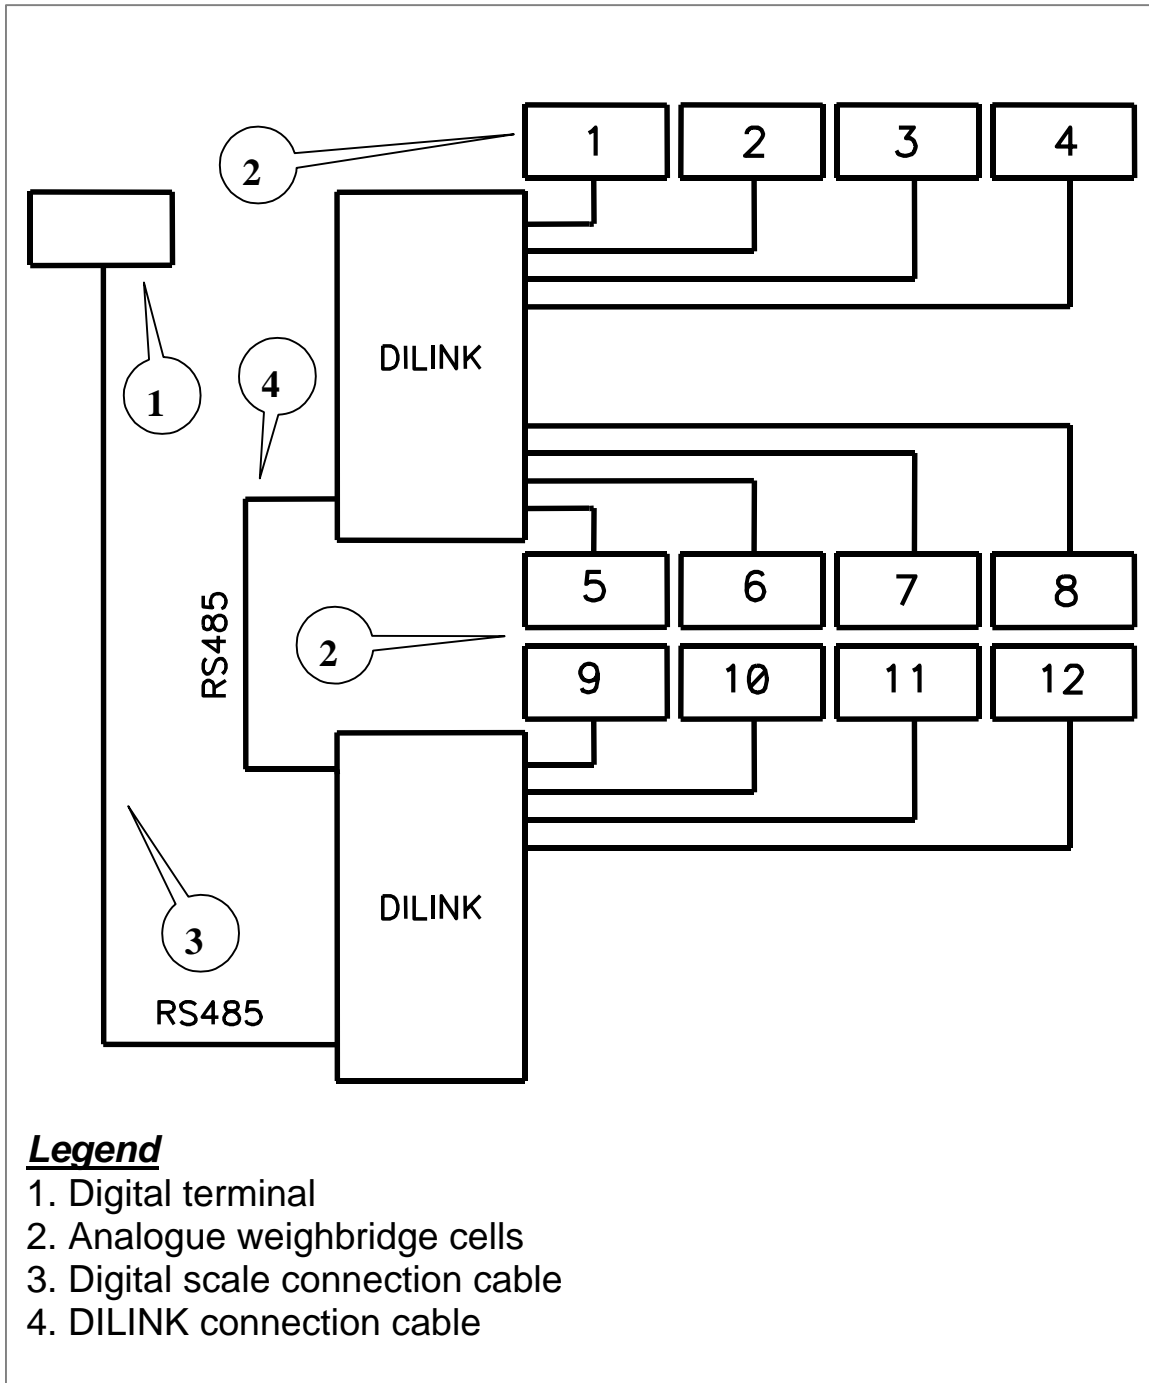 1 2 3 4
2
DILINK
4
1
5 6 7 8
RS485
2
9 10 11 12
DILINK
3
RS485
Legend
1. Digital terminal
2. Analogue weighbridge cells
3. Digital scale connection cable
4. DILINK connection cable